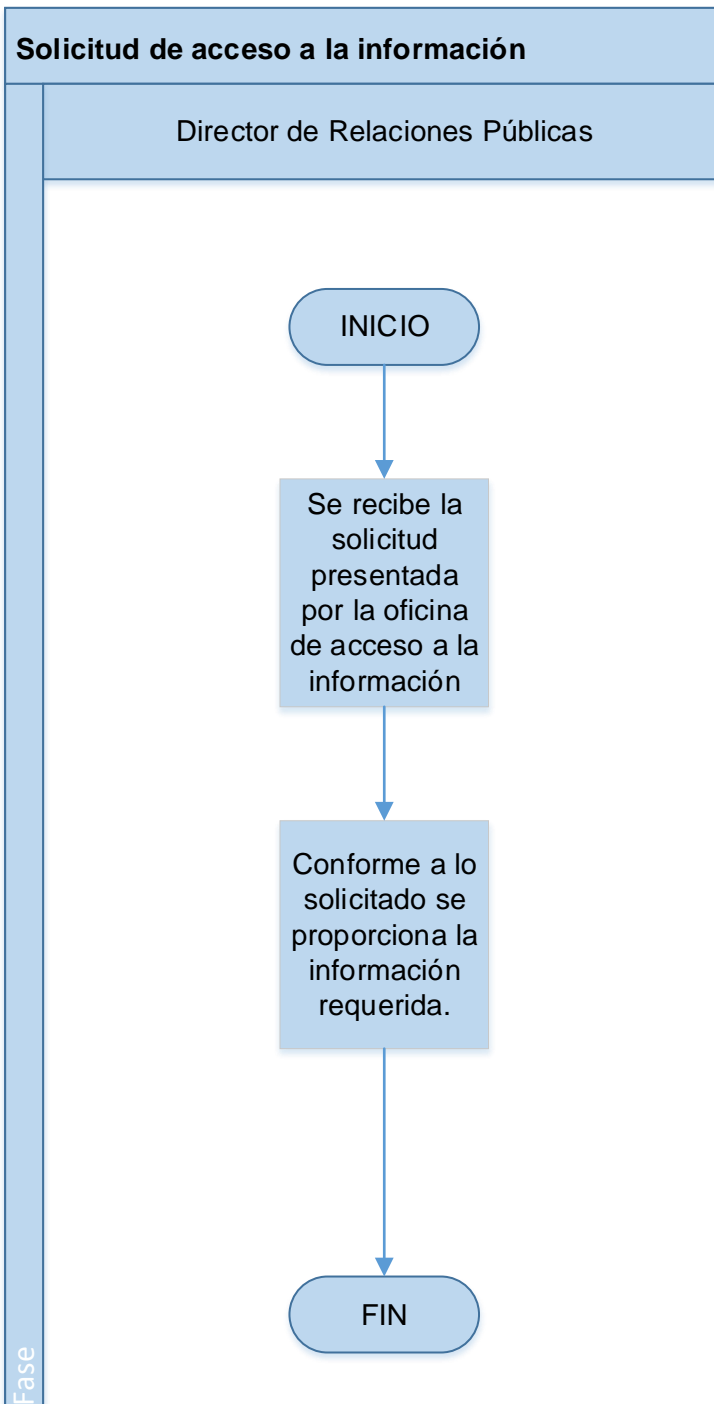 Solicitud de acceso a la información
Director de Relaciones Públicas
INICIO
Se recibe la
solicitud
presentada
por la oficina
de acceso a la
información
Conforme a lo
solicitado se
proporciona la
información
requerida.
FIN
Fase